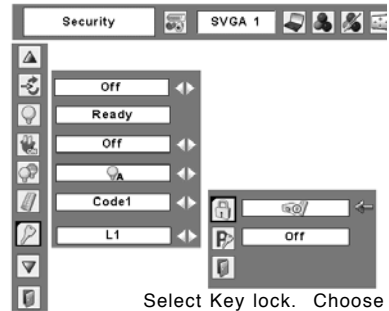 Security SVGA 1
Off
Ready
Off
A
Code1
L1
P Off
Select Key lock. Choose